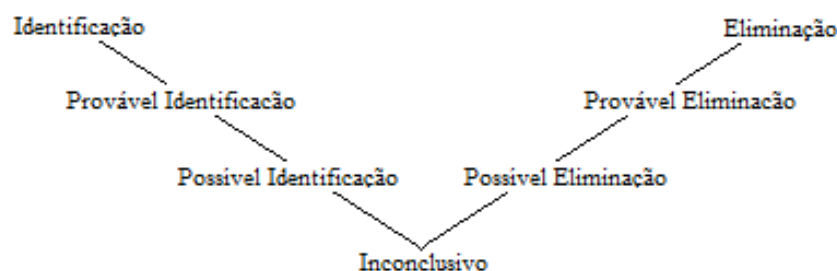 Identificação
Eliminação
Provável Identificacão
Provável Eliminacão
Possivel Identificação
Possivel Eliminação
Inconclusivo